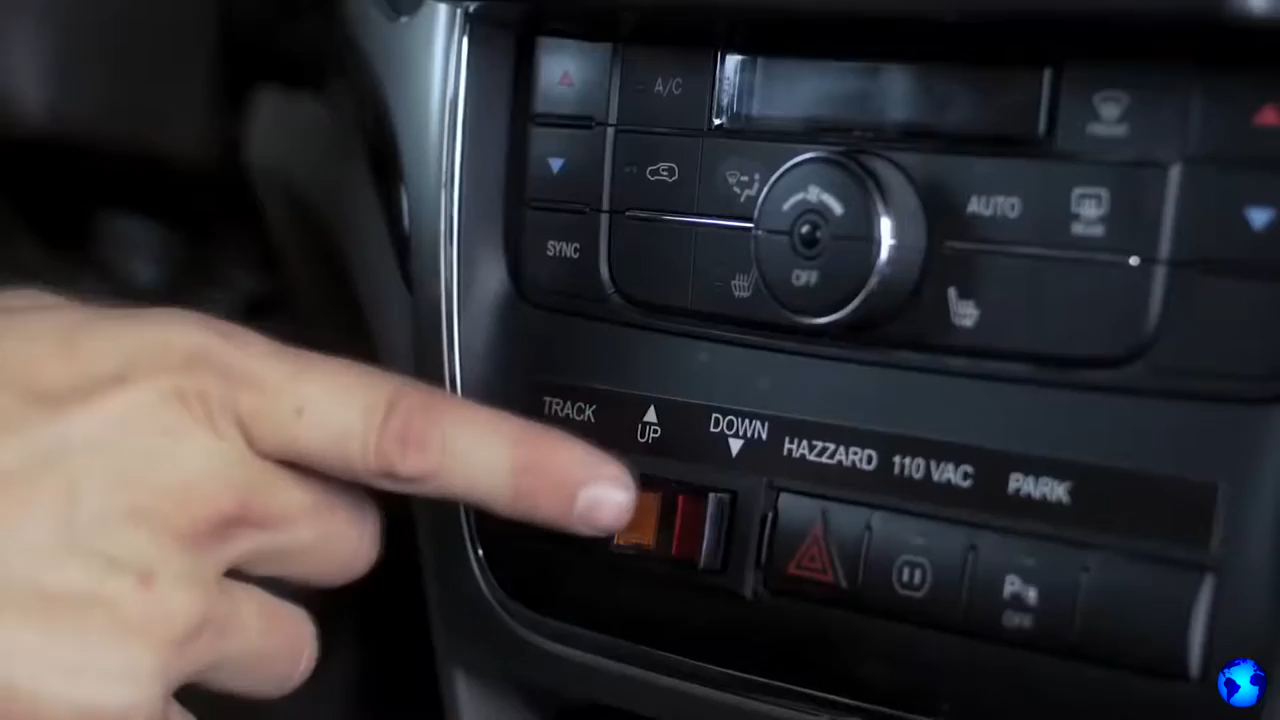 A/C
AUTO
SYNC
OFF
TRACK
UP
DOWN
HAZZARD
110 VAC
PARK
OFF